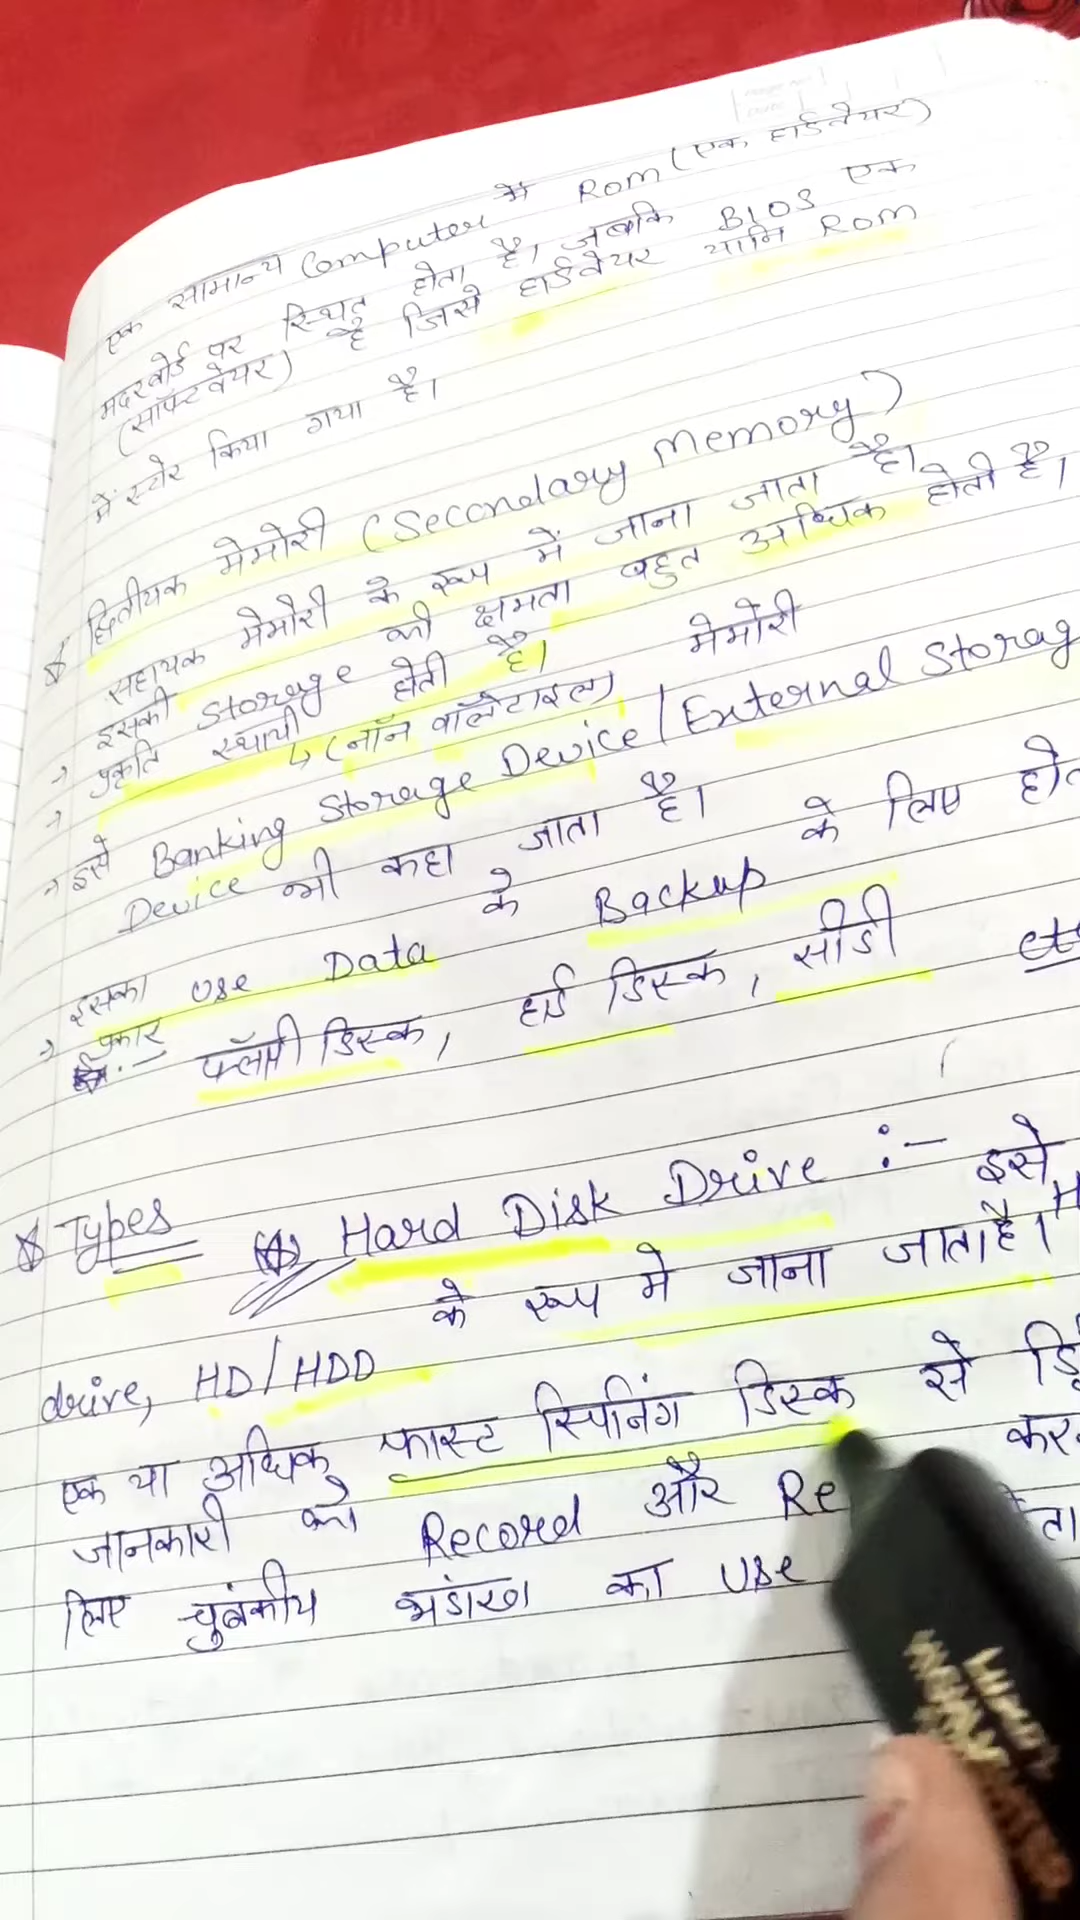 एक सामान्य Computer में Rom (एक हार्डवेयर)
मदरबोर्ड पर स्थित होता है। जबकि BIOS एक
(सॉफ्टवेयर) है जिसे हार्डवेयर यानि Rom
में स्टोर किया गया है।
द्वितीयक मेमोरी (Secondary Memory)
सहायक मेमोरी के रूप में जाना जाता है।
→ इसकी Storage की क्षमता बहुत अधिक होती है।
→ प्रकृति स्थायी होती है।
↳ (नॉन वॉलेटाइल) मेमोरी
→ इसे Banking Storage Device / External Storag
Device भी कहा जाता है।
→ इसका Use Data के Backup के लिए हो
प्रकार :- फ्लॉपी डिस्क, हार्ड डिस्क, सीडी etc
Types (A) Hard Disk Drive :- इसे H
drive, HD/HDD के रूप मे जाना जाता है।
एक या अधिक फास्ट स्पिनिंग डिस्क से डि
जानकारी को Record और Re कर
लिए चुंबकीय भंडारण का Use ता